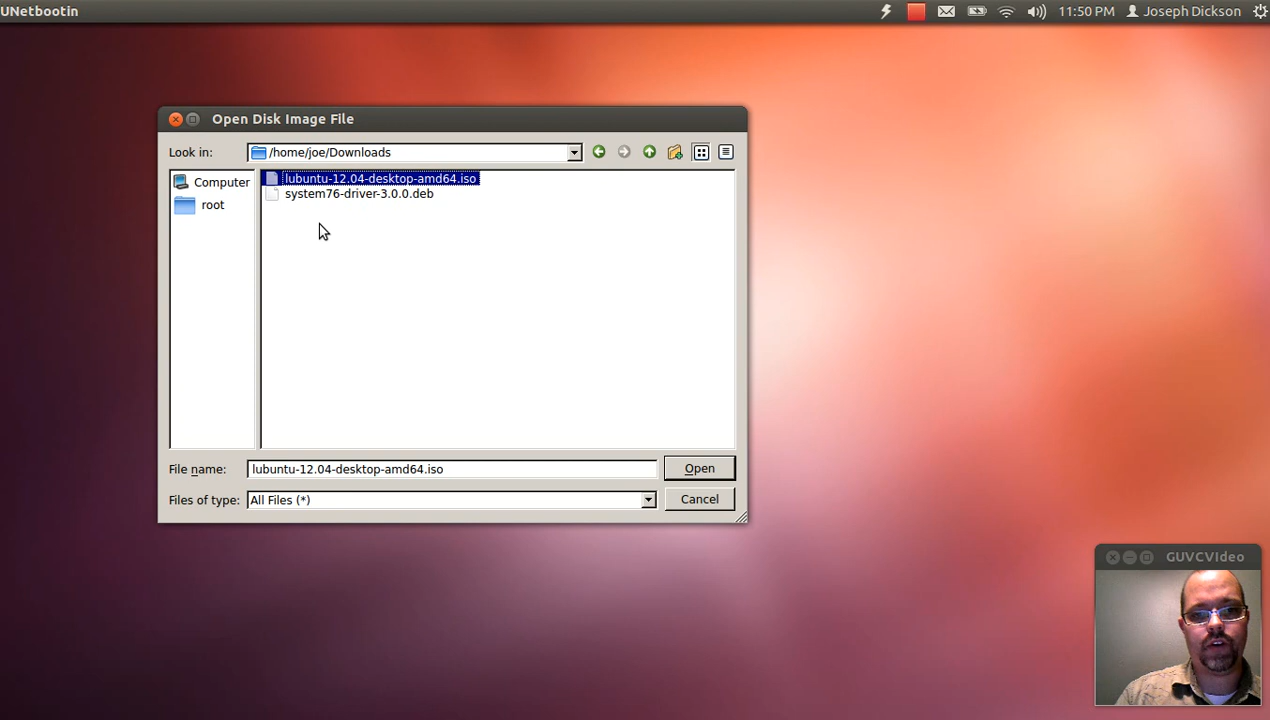 UNetbootin
11:50 PM Joseph Dickson
Open Disk Image File
Look in: /home/joe/Downloads
Computer
root
lubuntu-12.04-desktop-amd64.iso
system76-driver-3.0.0.deb
File name: lubuntu-12.04-desktop-amd64.iso Open
Files of type: All Files (*) Cancel
GUVCVIdeo